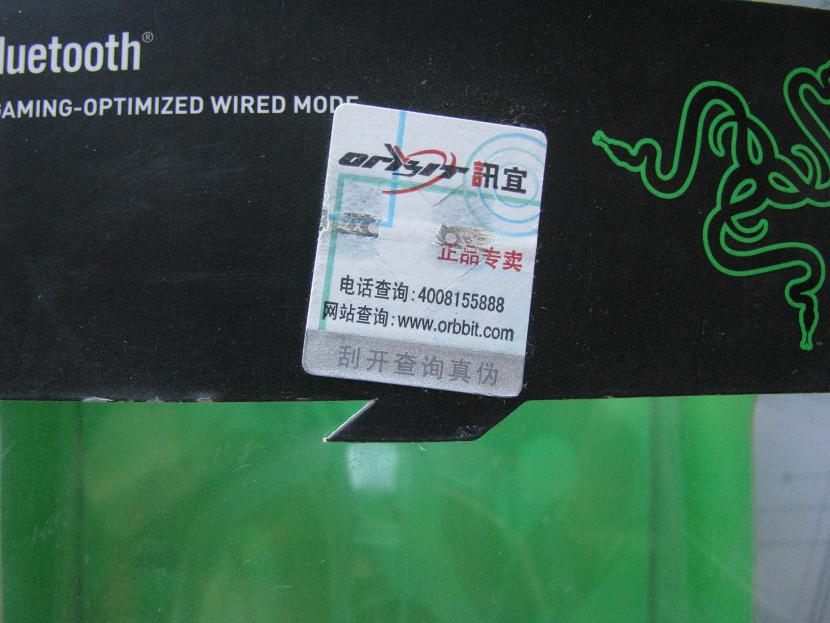 luetooth®
GAMING-OPTIMIZED WIRED MODE
orbit 訊宜
正品专卖
电话查询:4008155888
网站查询:www.orbbit.com
刮开查询真伪